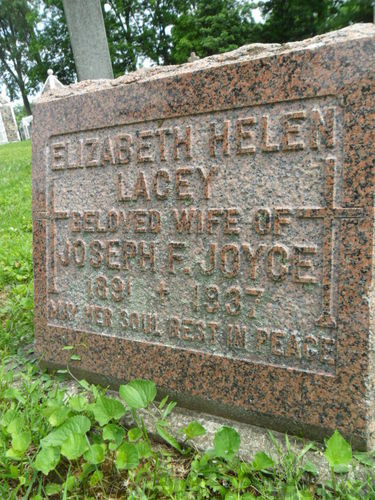 ELIZABETH HELEN
LACEY
BELOVED WIFE OF
JOSEPH F. JOYCE
1891 + 1937
MAY HER SOUL REST IN PEACE